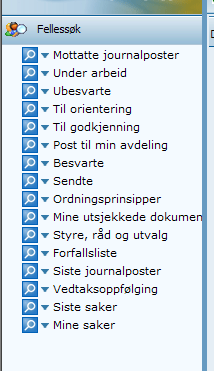 Fellessøk
Mottatte journalposter
Under arbeid
Ubesvarte
Til orientering
Til godkjenning
Post til min avdeling
Besvarte
Sendte
Ordningsprinsipper
Mine utsjekkede dokumen
Styre, råd og utvalg
Forfallsliste
Siste journalposter
Vedtaksoppfølging
Siste saker
Mine saker